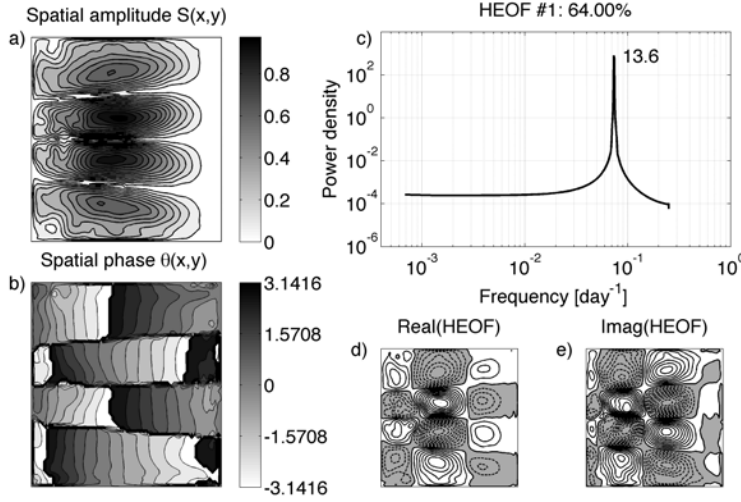 Spatial amplitude S(x,y)
a)
0.8
0.6
0.4
0.2
0
Spatial phase θ(x,y)
b)
3.1416
1.5708
0
-1.5708
-3.1416
HEOF #1: 64.00%
c)
13.6
Power density
10^2
10^0
10^-2
10^-4
10^-6
10^-3
10^-2
10^-1
10^0
Frequency [day^-1]
Real(HEOF)
d)
Imag(HEOF)
e)